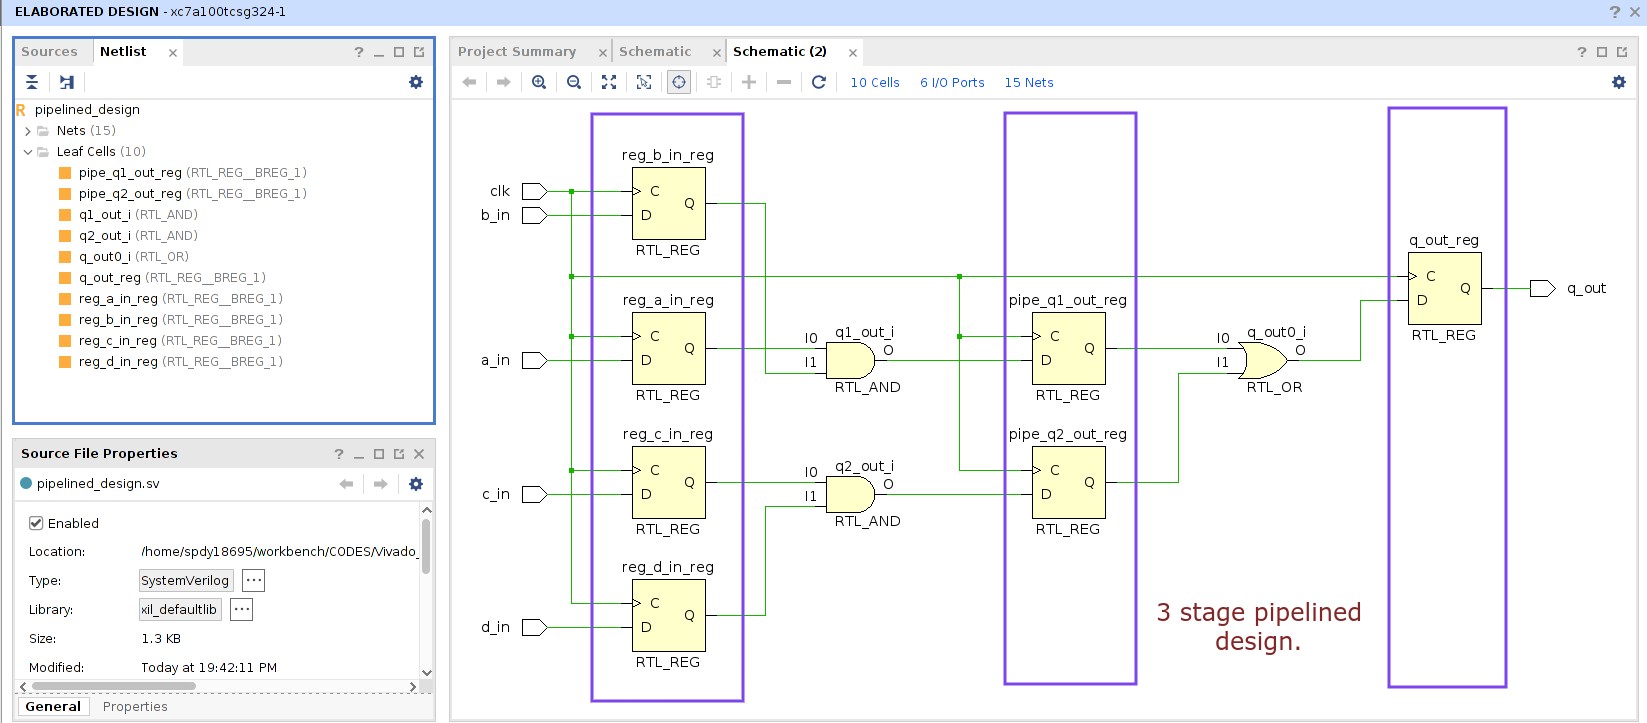 ELABORATED DESIGN - xc7a100tcsg324-1
? ×
Sources
Netlist ×
?
R pipelined_design
Nets (15)
Leaf Cells (10)
pipe_q1_out_reg (RTL_REG__BREG_1)
pipe_q2_out_reg (RTL_REG__BREG_1)
q1_out_i (RTL_AND)
q2_out_i (RTL_AND)
q_out0_i (RTL_OR)
q_out_reg (RTL_REG__BREG_1)
reg_a_in_reg (RTL_REG__BREG_1)
reg_b_in_reg (RTL_REG__BREG_1)
reg_c_in_reg (RTL_REG__BREG_1)
reg_d_in_reg (RTL_REG__BREG_1)
Source File Properties
?
pipelined_design.sv
Enabled
Location: /home/spdy18695/workbench/CODES/Vivado_
Type: SystemVerilog ...
Library: xil_defaultlib ...
Size: 1.3 KB
Modified: Today at 19:42:11 PM
General Properties
Project Summary × Schematic × Schematic (2) ×
?
10 Cells 6 I/O Ports 15 Nets
reg_b_in_reg
clk
C
b_in
D
Q
RTL_REG
reg_a_in_reg
C
a_in
D
Q
RTL_REG
reg_c_in_reg
C
c_in
D
Q
RTL_REG
reg_d_in_reg
C
d_in
D
Q
RTL_REG
q1_out_i
I0
I1
O
RTL_AND
q2_out_i
I0
I1
O
RTL_AND
pipe_q1_out_reg
C
D
Q
RTL_REG
pipe_q2_out_reg
C
D
Q
RTL_REG
q_out0_i
I0
I1
O
RTL_OR
q_out_reg
C
D
Q
RTL_REG
q_out
3 stage pipelined
design.